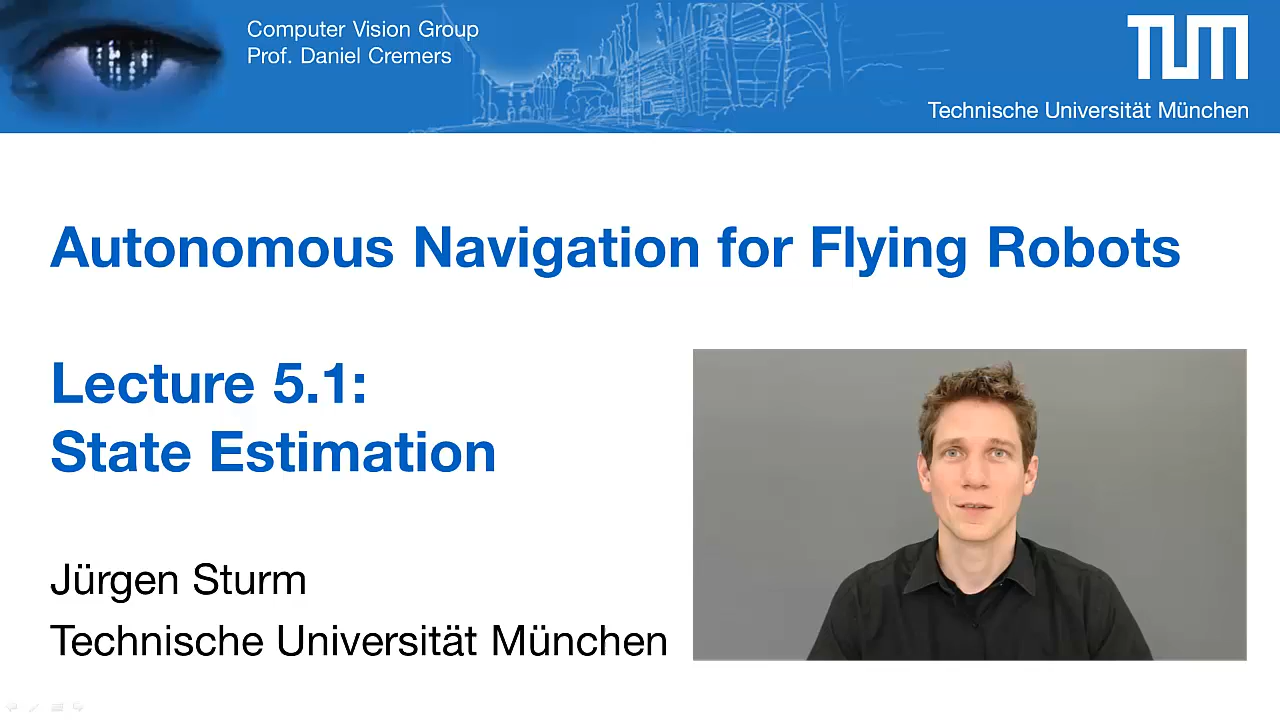 Computer Vision Group
Prof. Daniel Cremers
TUM
Technische Universität München
Autonomous Navigation for Flying Robots
Lecture 5.1:
State Estimation
Jürgen Sturm
Technische Universität München